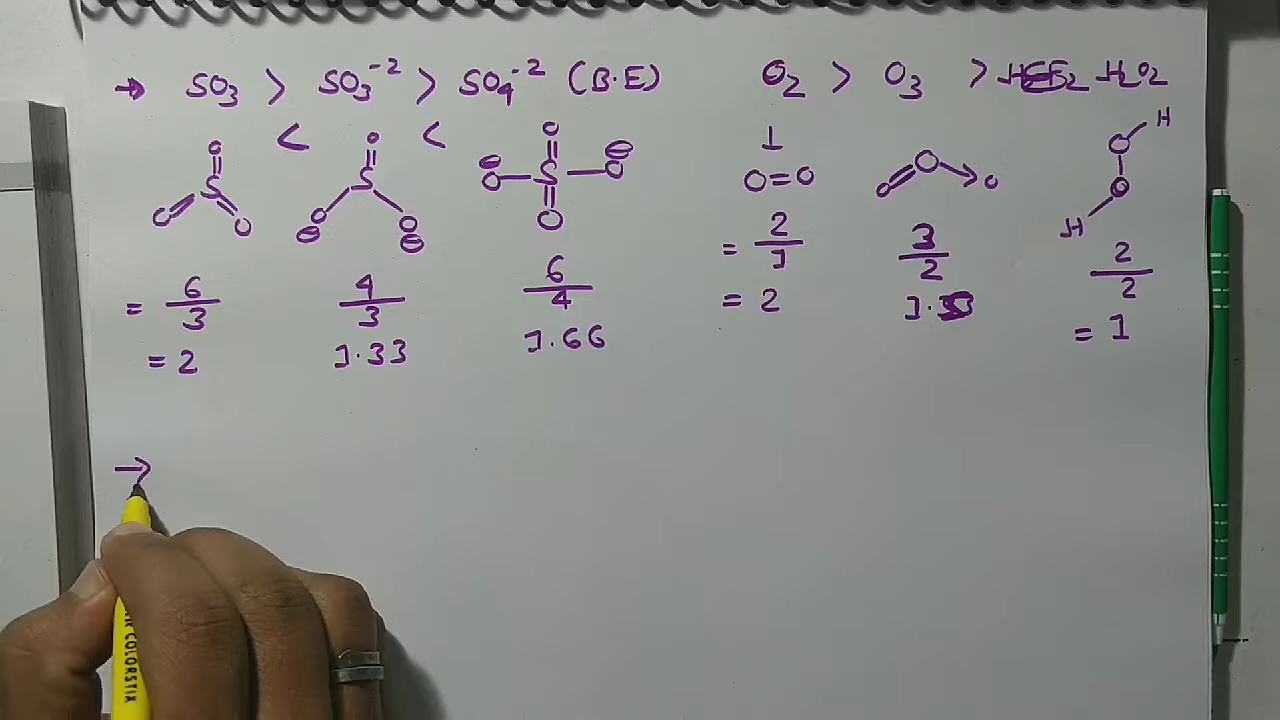 → SO3 > SO3⁻² > SO4⁻² (B.E) O2 > O3 > H2O2
< <
O O O O=O O O O O H
O S O O S O O S O O H
= 6/3 4/3 6/4 = 2/1 3/2 2/2
= 2 1.33 1.66 = 2 1.5 = 1
→
COLORSTIX